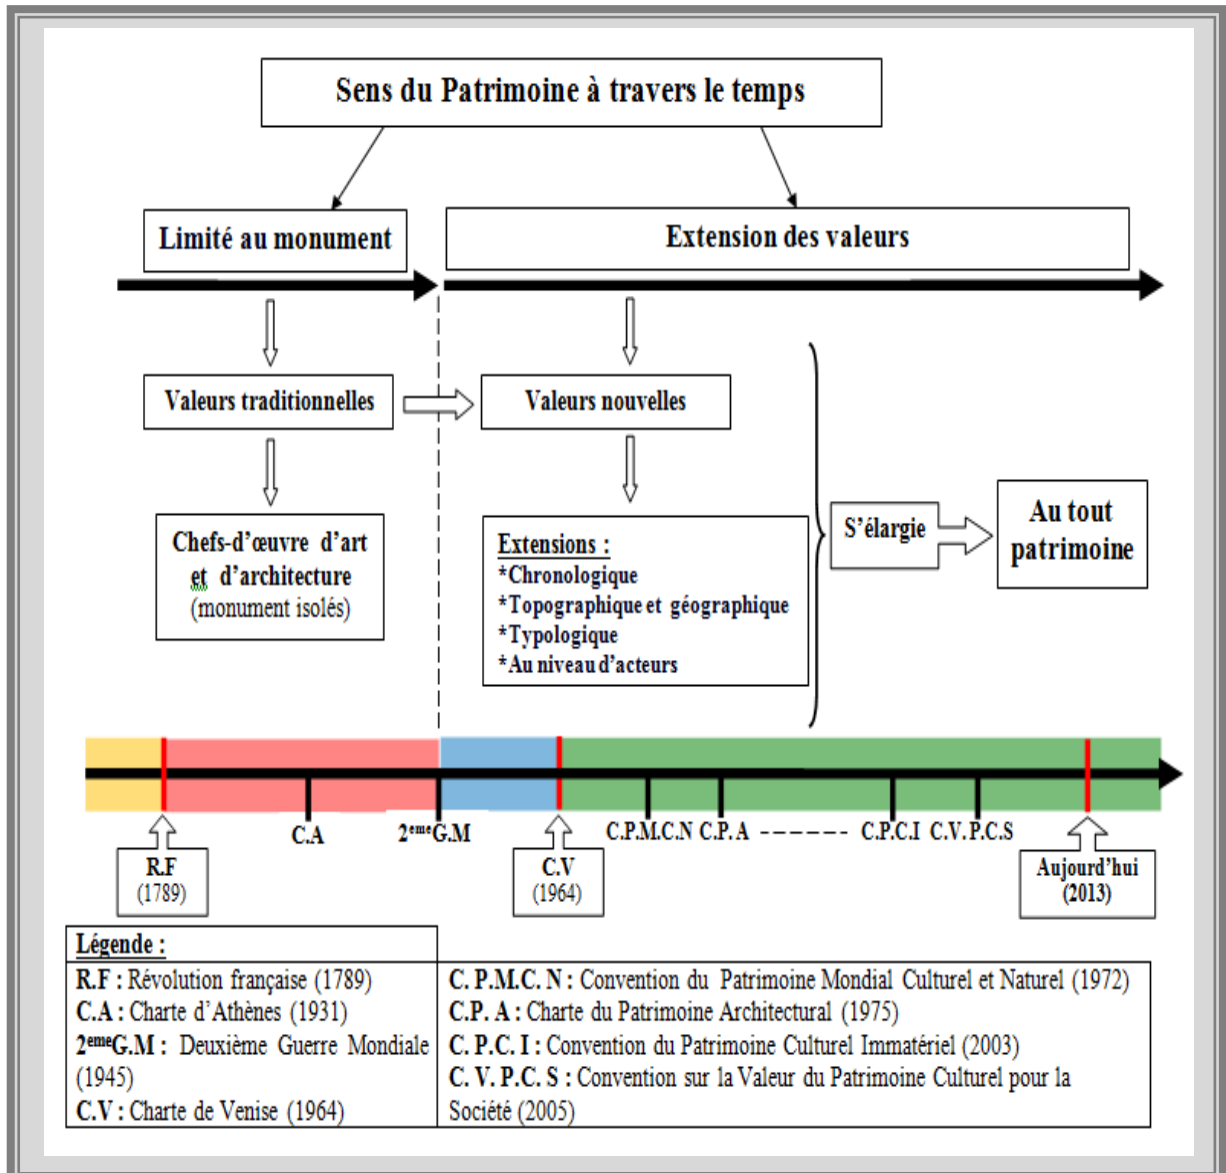 Sens du Patrimoine à travers le temps
Limité au monument
Extension des valeurs
Valeurs traditionnelles
Valeurs nouvelles
Chefs-d’œuvre d’art
et d’architecture
(monument isolés)
Extensions :
*Chronologique
*Topographique et géographique
*Typologique
*Au niveau d’acteurs
S’élargie
Au tout
patrimoine
C.A
2emeG.M
C.P.M.C.N
C.P. A
C.P.C.I
C.V. P.C.S
R.F
(1789)
C.V
(1964)
Aujourd’hui
(2013)
Légende :
R.F : Révolution française (1789)
C.A : Charte d’Athènes (1931)
2emeG.M : Deuxième Guerre Mondiale
(1945)
C.V : Charte de Venise (1964)
C. P.M.C. N : Convention du Patrimoine Mondial Culturel et Naturel (1972)
C.P. A : Charte du Patrimoine Architectural (1975)
C. P.C. I : Convention du Patrimoine Culturel Immatériel (2003)
C. V. P.C. S : Convention sur la Valeur du Patrimoine Culturel pour la
Société (2005)